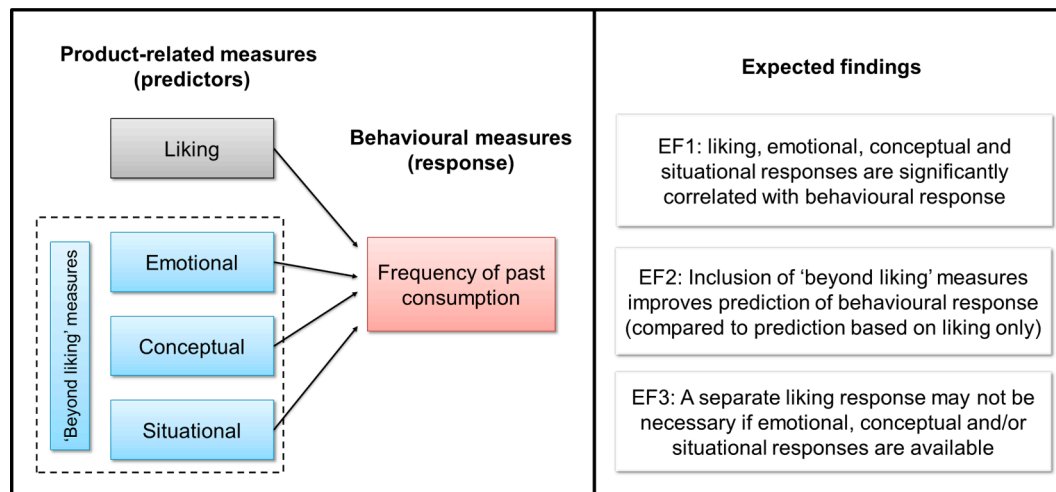 Product-related measures
(predictors)
Liking
Behavioural measures
(response)
'Beyond liking' measures
Emotional
Conceptual
Situational
Frequency of past
consumption
Expected findings
EF1: liking, emotional, conceptual and
situational responses are significantly
correlated with behavioural response
EF2: Inclusion of ‘beyond liking’ measures
improves prediction of behavioural response
(compared to prediction based on liking only)
EF3: A separate liking response may not be
necessary if emotional, conceptual and/or
situational responses are available